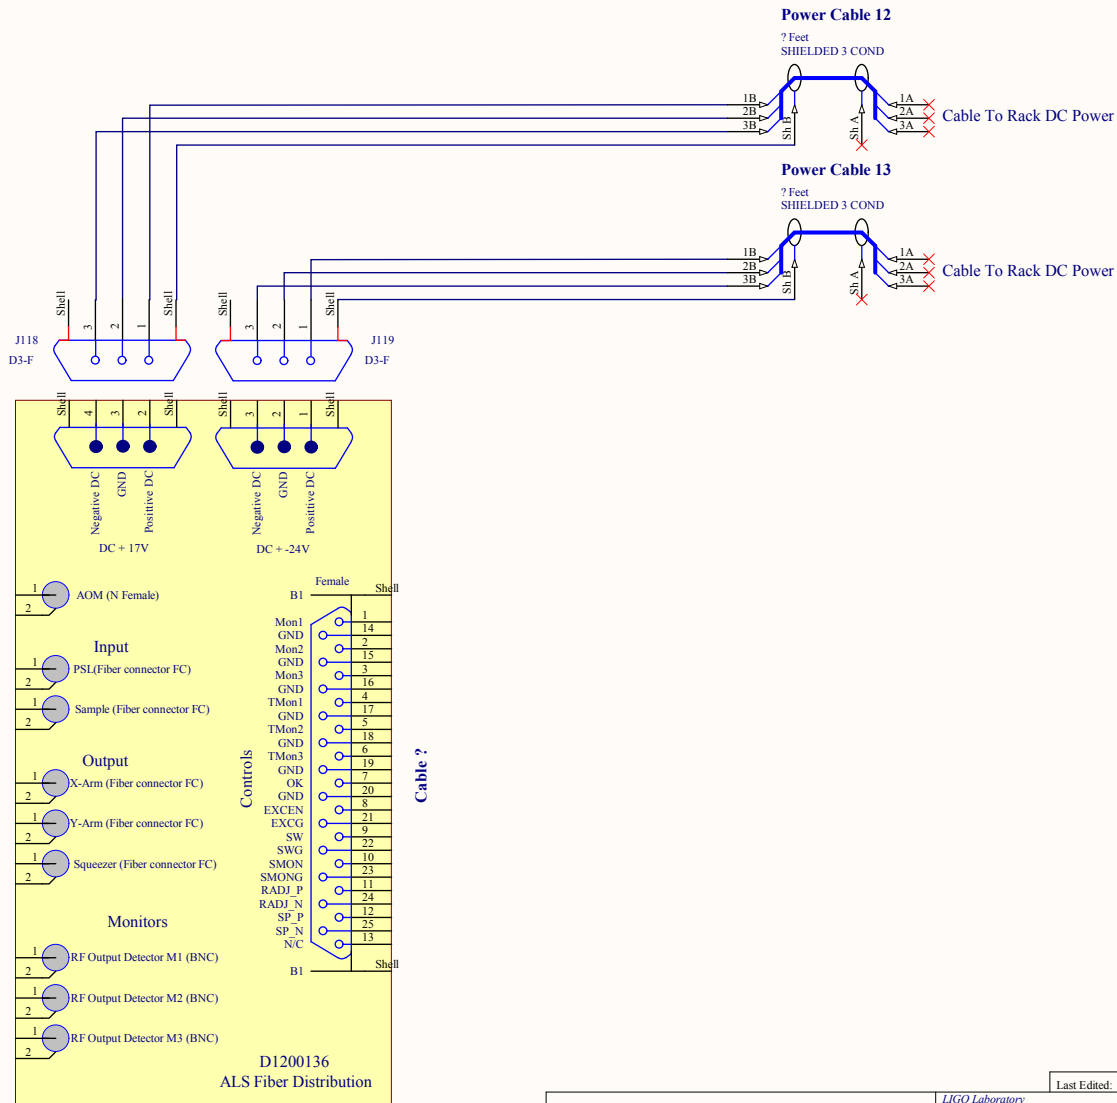 Power Cable 12
? Feet
SHIELDED 3 COND
1B
2B
3B
Sh B
Sh A
1A
2A
3A
Cable To Rack DC Power
Power Cable 13
? Feet
SHIELDED 3 COND
1B
2B
3B
Sh B
Sh A
1A
2A
3A
Cable To Rack DC Power
Shell
3
2
1
Shell
J118
D3-F
Shell
3
2
1
Shell
J119
D3-F
Shell
4
3
2
Shell
Negative DC
GND
Posittive DC
DC + 17V
Shell
3
2
1
Shell
Negative DC
GND
Posittive DC
DC + -24V
1
2
AOM (N Female)
Input
1
2
PSL(Fiber connector FC)
1
2
Sample (Fiber connector FC)
Output
1
2
X-Arm (Fiber connector FC)
1
2
Y-Arm (Fiber connector FC)
1
2
Squeezer (Fiber connector FC)
Monitors
1
2
RF Output Detector M1 (BNC)
1
2
RF Output Detector M2 (BNC)
1
2
RF Output Detector M3 (BNC)
Controls
Female
B1 Shell
Mon1 1
GND 14
Mon2 2
GND 15
Mon3 3
GND 16
TMon1 4
GND 17
TMon2 5
GND 18
TMon3 6
GND 19
OK 7
GND 20
EXCEN 8
EXCG 21
SW 9
SWG 22
SMON 10
SMONG 23
RADJ_P 11
RADJ_N 24
SP_P 12
SP_N 25
N/C 13
B1 Shell
Cable ?
D1200136
ALS Fiber Distribution
Last Edited:
LIGO Laboratory